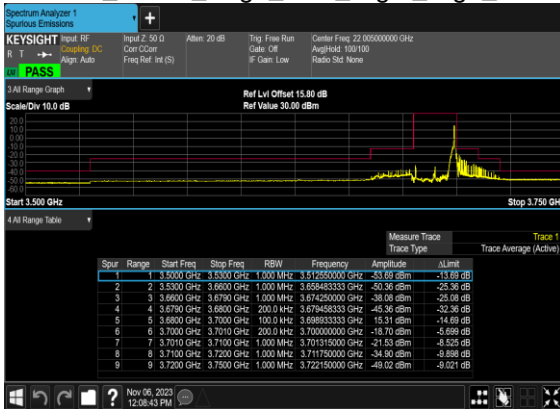 Spectrum Analyzer 1
Spurious Emissions
+
KEYSIGHT Input: RF Input Z: 50 Ω Atten: 20 dB Trig: Free Run Center Freq: 22.005000000 GHz
R T Coupling: DC Corr CCorr Gate: Off Avg|Hold: 100/100
Align: Auto Freq Ref: Int (S) IF Gain: Low Radio Std: None
PASS
3 All Range Graph
Ref Lvl Offset 15.80 dB
Scale/Div 10.0 dB Ref Value 30.00 dBm
20.0
10.0
0.00
-10.0
-20.0
-30.0
-40.0
-50.0
-60.0
Start 3.500 GHz Stop 3.750 GH
4 All Range Table
Measure Trace Trace 1
Trace Type Trace Average (Active)
Spur Range Start Freq Stop Freq RBW Frequency Amplitude ΔLimit
1 1 3.5000 GHz 3.5300 GHz 1.000 MHz 3.512550000 GHz -53.69 dBm -13.69 dB
2 2 3.5300 GHz 3.6600 GHz 1.000 MHz 3.658483333 GHz -50.36 dBm -25.36 dB
3 3 3.6600 GHz 3.6790 GHz 1.000 MHz 3.674250000 GHz -38.08 dBm -25.08 dB
4 4 3.6790 GHz 3.6800 GHz 200.0 kHz 3.679458333 GHz -45.36 dBm -32.36 dB
5 5 3.6800 GHz 3.7000 GHz 100.0 kHz 3.698933333 GHz 15.31 dBm -14.69 dB
6 6 3.7000 GHz 3.7010 GHz 200.0 kHz 3.700000000 GHz -18.70 dBm -5.699 dB
7 7 3.7010 GHz 3.7100 GHz 1.000 MHz 3.701315000 GHz -21.53 dBm -8.525 dB
8 8 3.7100 GHz 3.7200 GHz 1.000 MHz 3.711750000 GHz -34.90 dBm -9.898 dB
9 9 3.7200 GHz 3.7500 GHz 1.000 MHz 3.722150000 GHz -49.02 dBm -9.021 dB
? Nov 06, 2023
12:08:43 PM